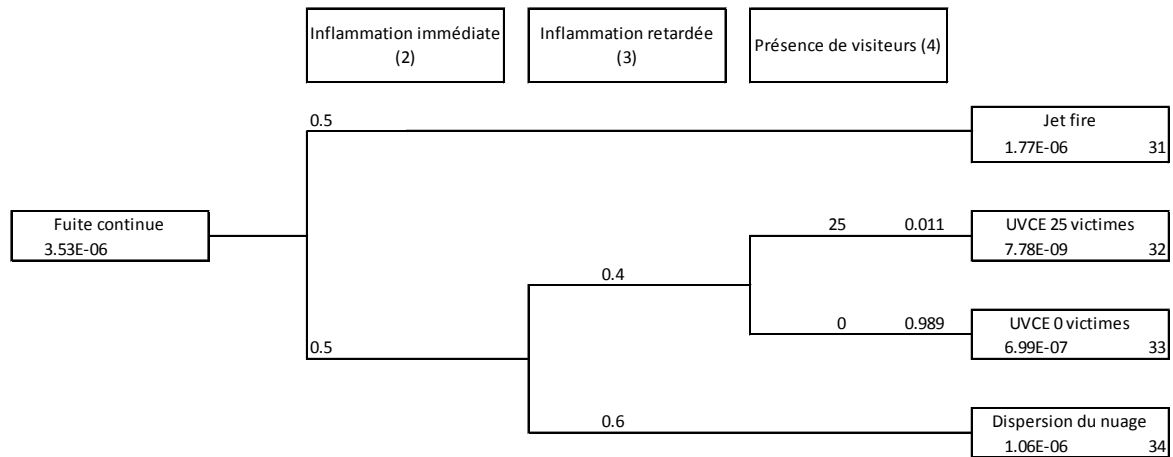 Inflammation immédiate
(2)
Inflammation retardée
(3)
Présence de visiteurs (4)
0.5
Jet fire
1.77E-06 31
Fuite continue
3.53E-06
25 0.011
UVCE 25 victimes
7.78E-09 32
0.4
0 0.989
UVCE 0 victimes
6.99E-07 33
0.5
0.6
Dispersion du nuage
1.06E-06 34